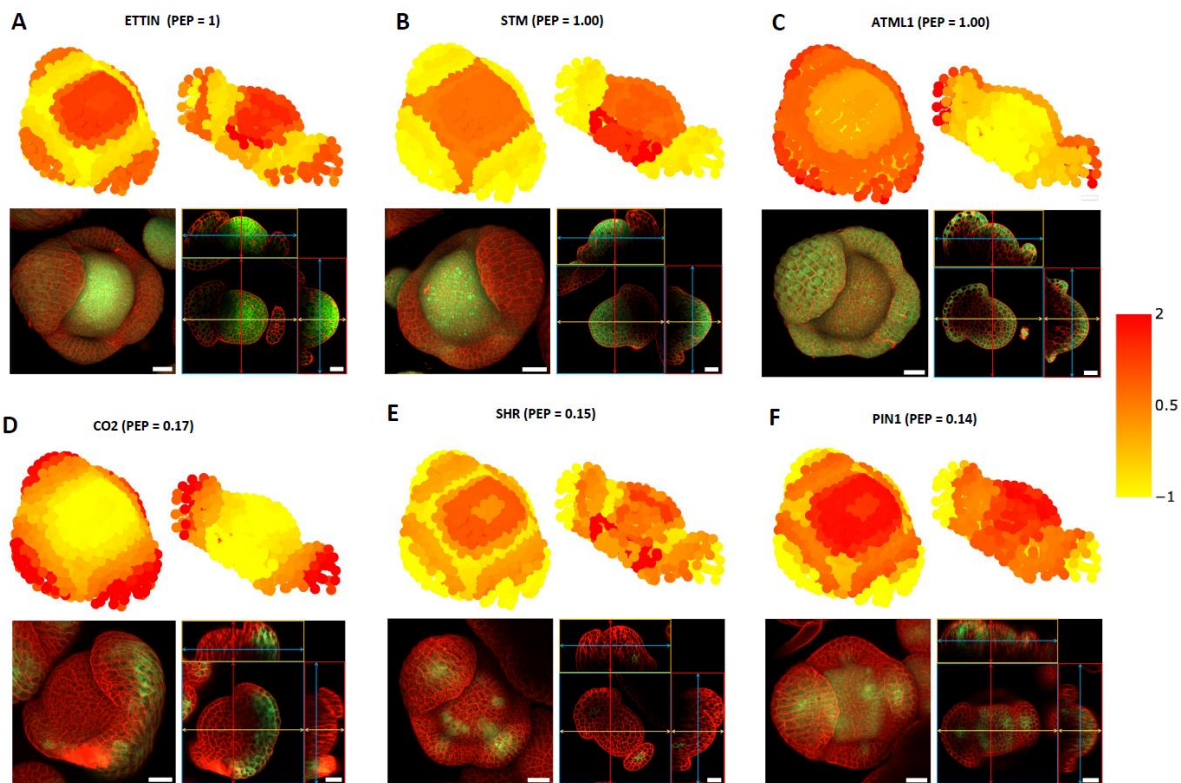 A ETTIN (PEP = 1)
B STM (PEP = 1.00)
C ATML1 (PEP = 1.00)
2
0.5
−1
D CO2 (PEP = 0.17)
E SHR (PEP = 0.15)
F PIN1 (PEP = 0.14)